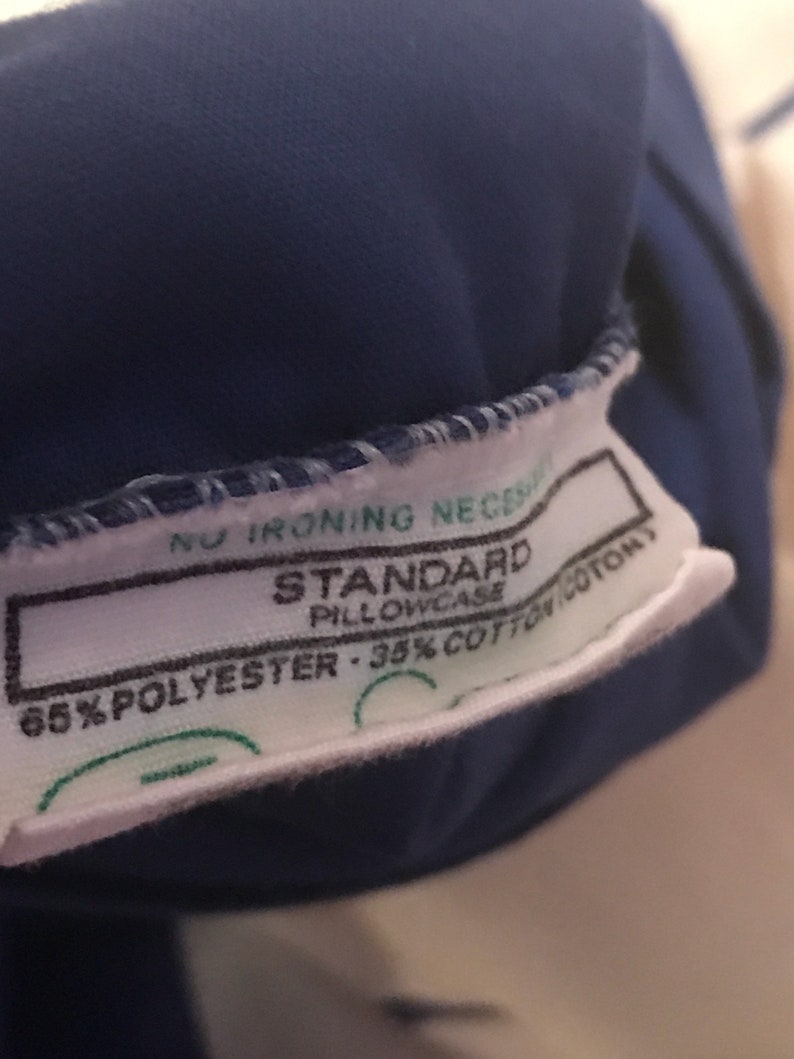 NO IRONING NECESSARY
STANDARD
PILLOWCASE
65%POLYESTER · 35%COTTON (COTON)